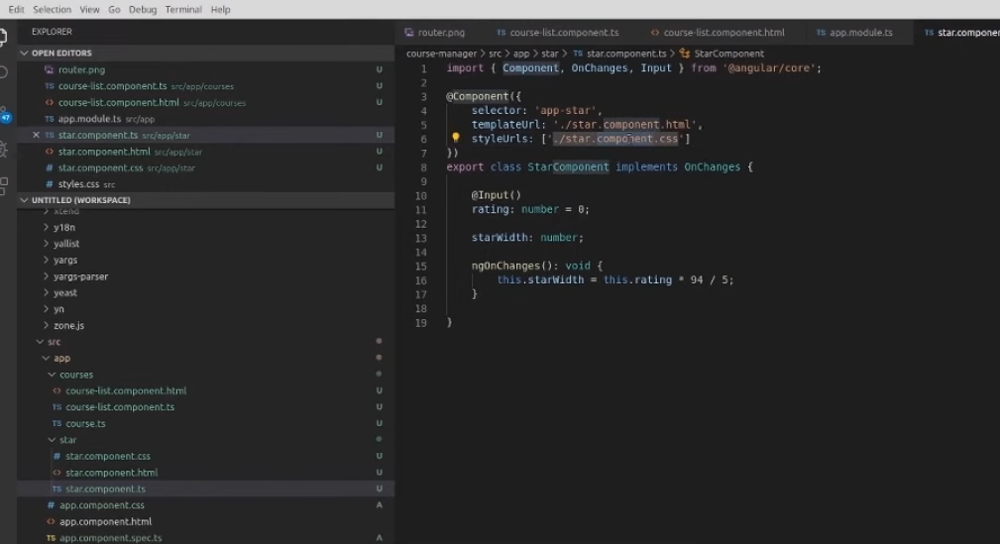 Edit Selection View Go Debug Terminal Help
EXPLORER
OPEN EDITORS
router.png U
TS course-list.component.ts src/app/courses U
<> course-list.component.html src/app/courses U
TS app.module.ts src/app
TS star.component.ts src/app/star U
<> star.component.html src/app/star U
# star.component.css src/app/star U
# styles.css src
47
UNTITLED (WORKSPACE)
xtend
y18n
yallist
yargs
yargs-parser
yeast
yn
zone.js
src
app
courses
<> course-list.component.html U
TS course-list.component.ts U
TS course.ts U
star
# star.component.css U
<> star.component.html U
TS star.component.ts U
# app.component.css A
<> app.component.html
TS app.component.spec.ts A
router.png TS course-list.component.ts <> course-list.component.html TS app.module.ts TS star.componen
course-manager > src > app > star > TS star.component.ts > StarComponent
1 import { Component, OnChanges, Input } from '@angular/core';
2
3 @Component({
4 selector: 'app-star',
5 templateUrl: './star.component.html',
6 styleUrls: ['./star.component.css']
7 })
8 export class StarComponent implements OnChanges {
9
10 @Input()
11 rating: number = 0;
12
13 starWidth: number;
14
15 ngOnChanges(): void {
16 this.starWidth = this.rating * 94 / 5;
17 }
18
19 }